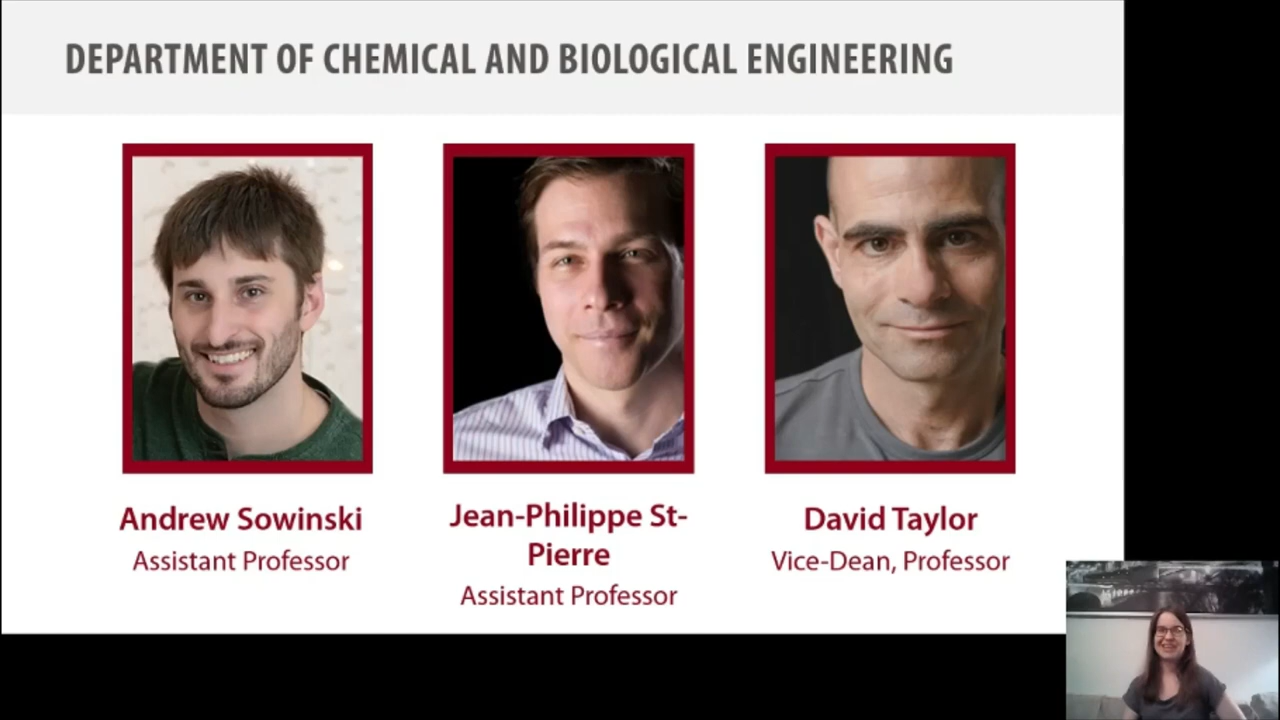 DEPARTMENT OF CHEMICAL AND BIOLOGICAL ENGINEERING
Andrew Sowinski
Assistant Professor
Jean-Philippe St-
Pierre
Assistant Professor
David Taylor
Vice-Dean, Professor